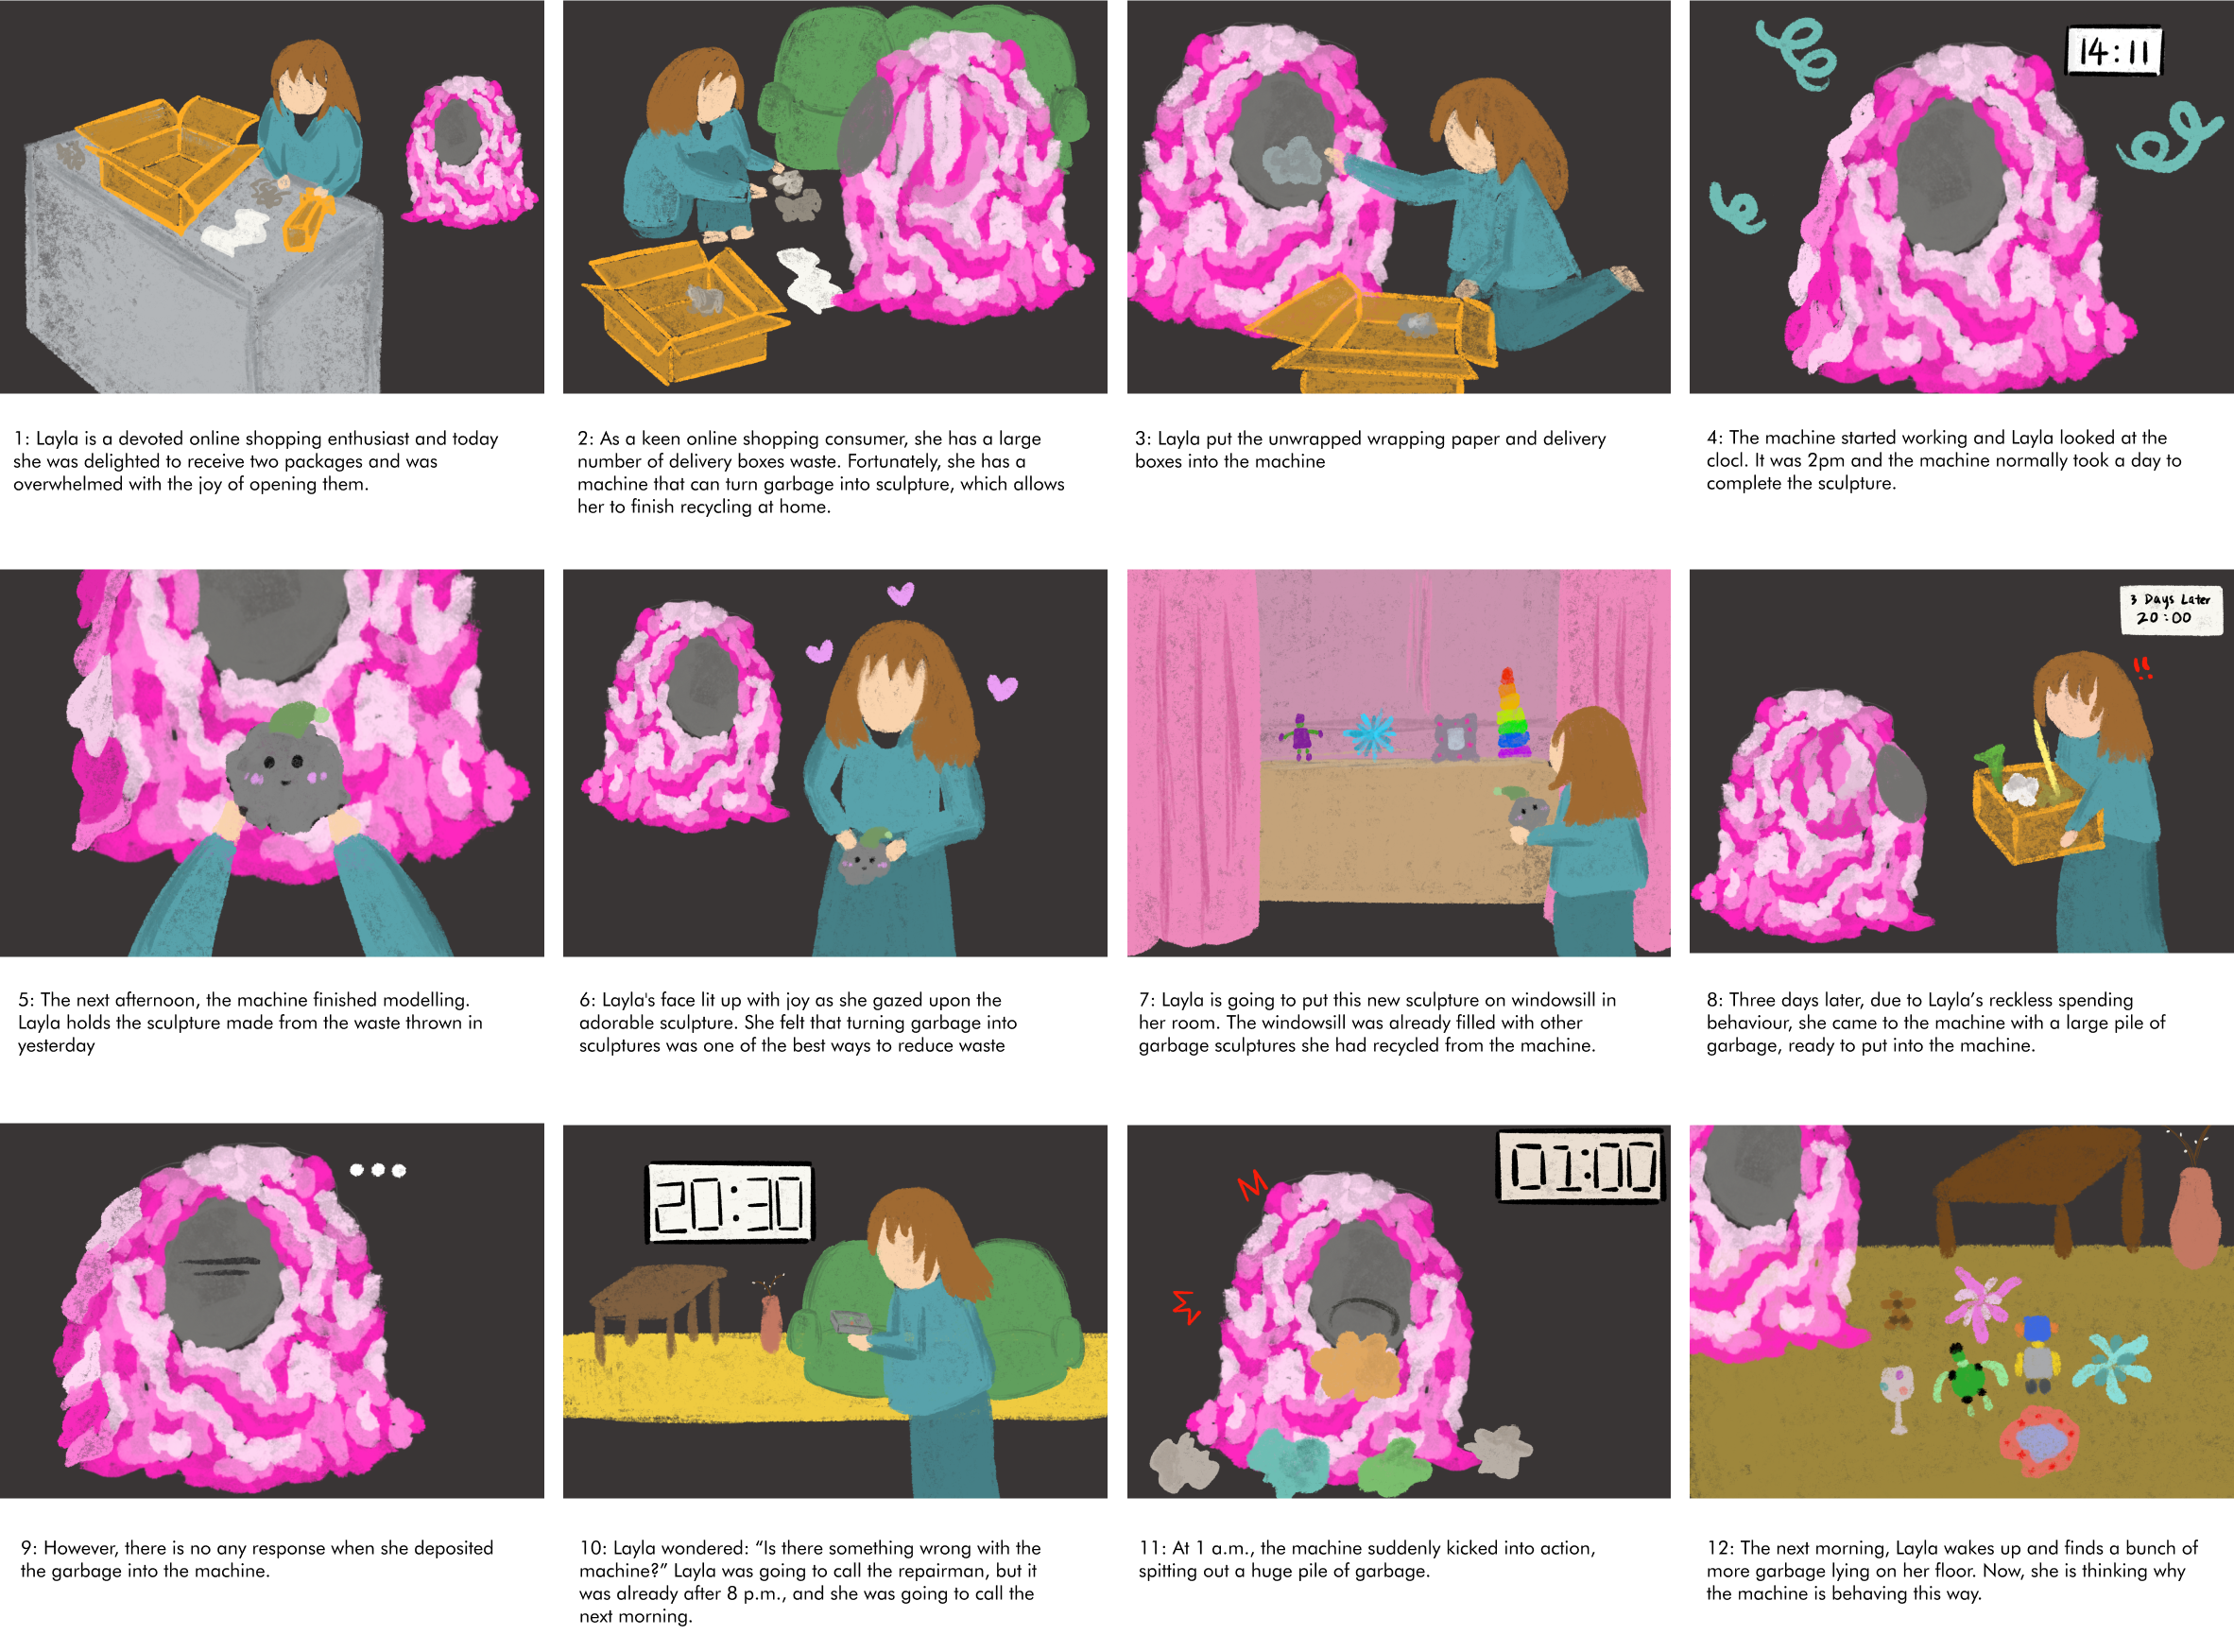 14:11
1: Layla is a devoted online shopping enthusiast and today
she was delighted to receive two packages and was
overwhelmed with the joy of opening them.
2: As a keen online shopping consumer, she has a large
number of delivery boxes waste. Fortunately, she has a
machine that can turn garbage into sculpture, which allows
her to finish recycling at home.
3: Layla put the unwrapped wrapping paper and delivery
boxes into the machine
4: The machine started working and Layla looked at the
clocl. It was 2pm and the machine normally took a day to
complete the sculpture.
3 Days Later
20:00
!!
5: The next afternoon, the machine finished modelling.
Layla holds the sculpture made from the waste thrown in
yesterday
6: Layla's face lit up with joy as she gazed upon the
adorable sculpture. She felt that turning garbage into
sculptures was one of the best ways to reduce waste
7: Layla is going to put this new sculpture on windowsill in
her room. The windowsill was already filled with other
garbage sculptures she had recycled from the machine.
8: Three days later, due to Layla’s reckless spending
behaviour, she came to the machine with a large pile of
garbage, ready to put into the machine.
20:30
01:00
9: However, there is no any response when she deposited
the garbage into the machine.
10: Layla wondered: “Is there something wrong with the
machine?” Layla was going to call the repairman, but it
was already after 8 p.m., and she was going to call the
next morning.
11: At 1 a.m., the machine suddenly kicked into action,
spitting out a huge pile of garbage.
12: The next morning, Layla wakes up and finds a bunch of
more garbage lying on her floor. Now, she is thinking why
the machine is behaving this way.